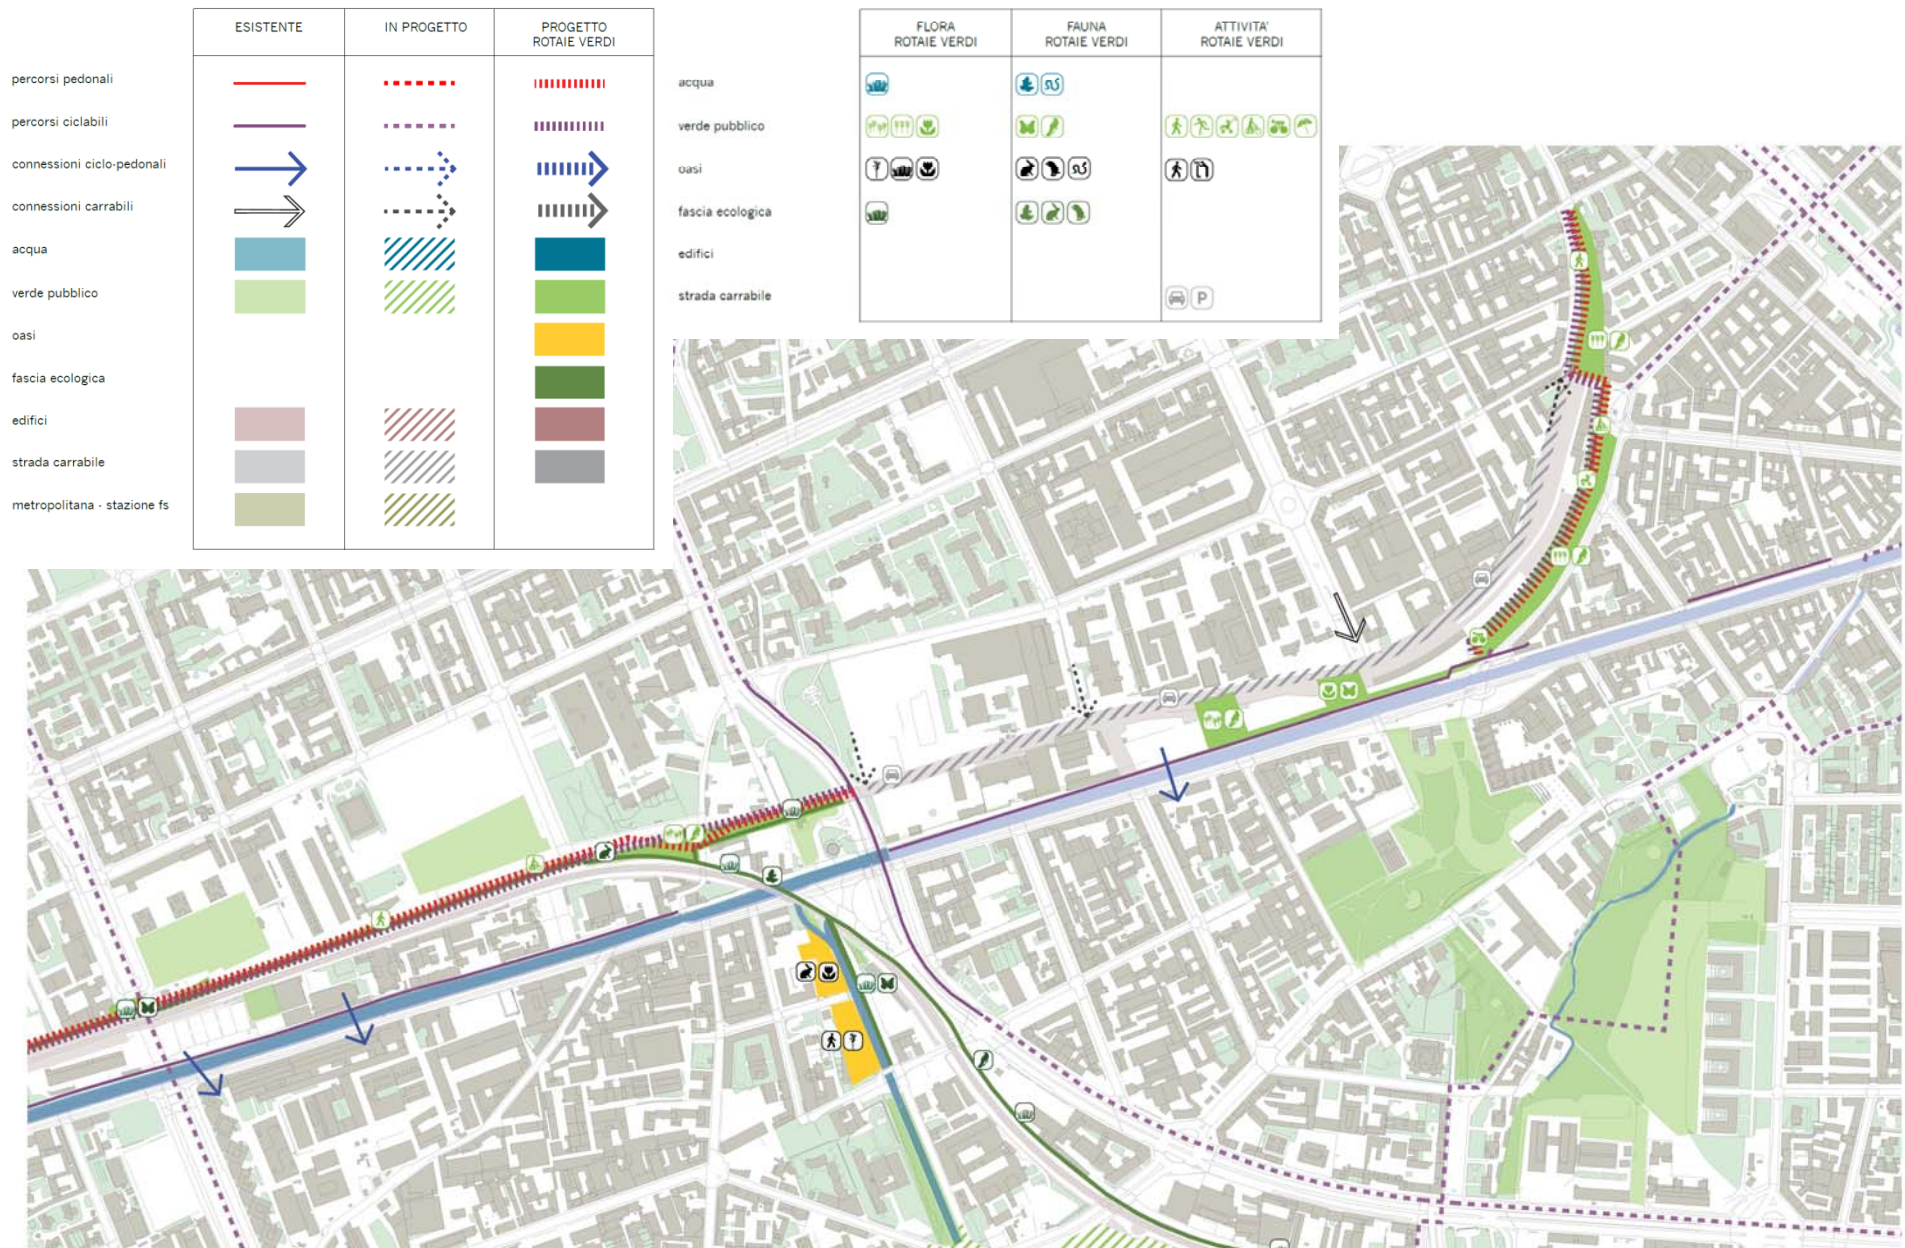 ESISTENTE
IN PROGETTO
PROGETTO
ROTAIE VERDI
percorsi pedonali
percorsi ciclabili
connessioni ciclo-pedonali
connessioni carrabili
acqua
verde pubblico
oasi
fascia ecologica
edifici
strada carrabile
metropolitana - stazione fs
FLORA
ROTAIE VERDI
FAUNA
ROTAIE VERDI
ATTIVITA'
ROTAIE VERDI
acqua
verde pubblico
oasi
fascia ecologica
edifici
strada carrabile
P